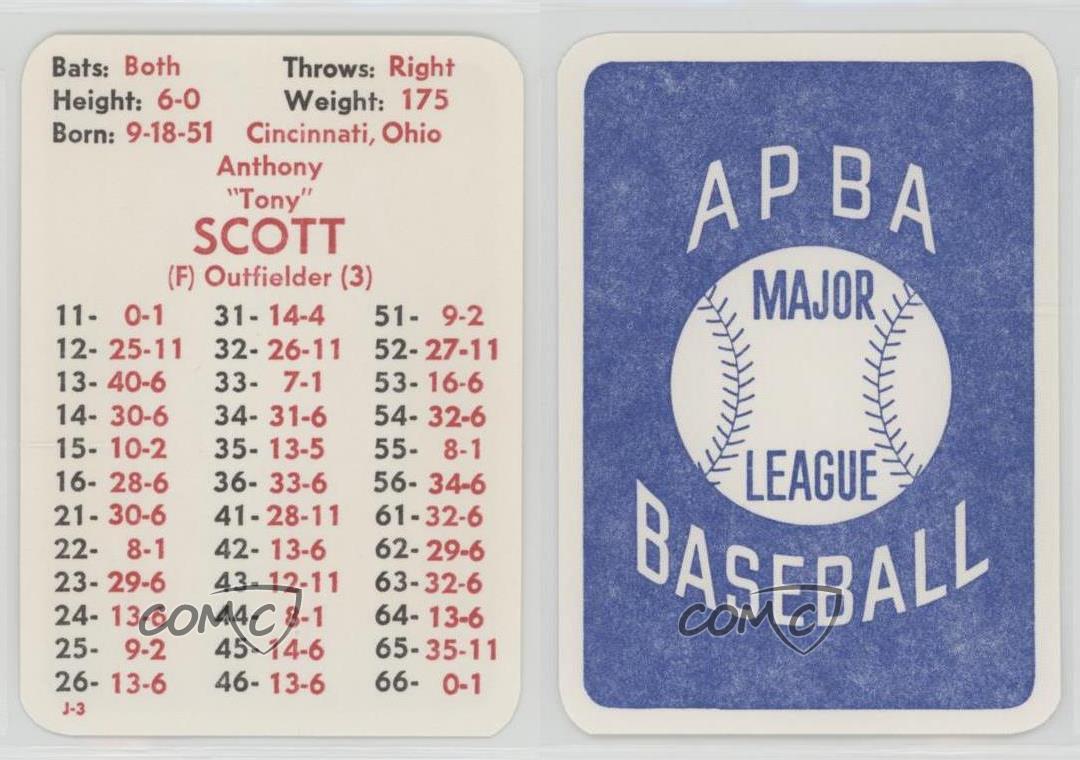 Bats: Both Throws: Right
Height: 6-0 Weight: 175
Born: 9-18-51 Cincinnati, Ohio
Anthony
"Tony"
SCOTT
(F) Outfielder (3)
11- 0-1 31- 14-4 51- 9-2
12- 25-11 32- 26-11 52- 27-11
13- 40-6 33- 7-1 53- 16-6
14- 30-6 34- 31-6 54- 32-6
15- 10-2 35- 13-5 55- 8-1
16- 28-6 36- 33-6 56- 34-6
21- 30-6 41- 28-11 61- 32-6
22- 8-1 42- 13-6 62- 29-6
23- 29-6 43- 12-11 63- 32-6
24- 13-6 44- 8-1 64- 13-6
25- 9-2 45- 14-6 65- 35-11
26- 13-6 46- 13-6 66- 0-1
J-3
COMC
APBA
MAJOR
LEAGUE
BASEBALL
COMC